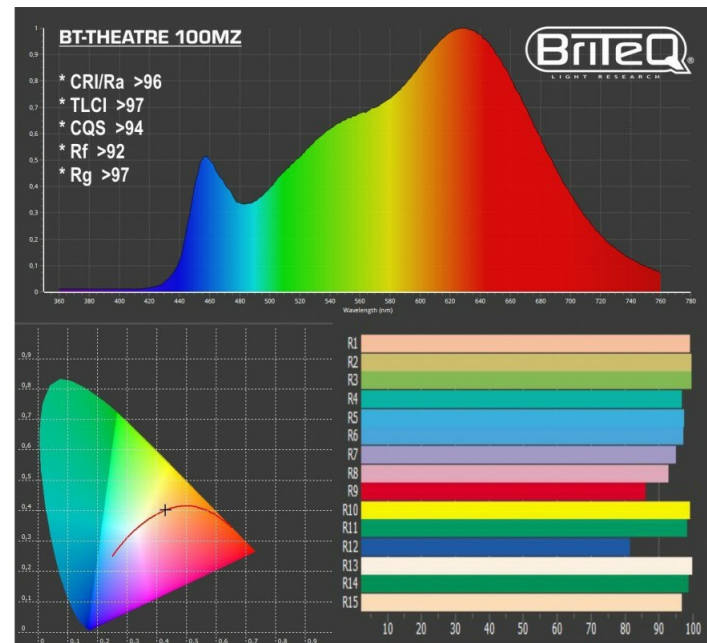 BT-THEATRE 100MZ
BRITEQ®
LIGHT RESEARCH
* CRI/Ra >96
* TLCI >97
* CQS >94
* Rf >92
* Rg >97
1
0,9
0,8
0,7
0,6
0,5
0,4
0,3
0,2
0,1
0
360 380 400 420 440 460 480 500 520 540 560 580 600 620 640 660 680 700 720 740 760 780
Wavelength (nm)
0,9
0,8
0,7
0,6
0,5
0,4
0,3
0,2
0,1
0
0 0,1 0,2 0,3 0,4 0,5 0,6 0,7 0,8 0,9
R1
R2
R3
R4
R5
R6
R7
R8
R9
R10
R11
R12
R13
R14
R15
10 20 30 40 50 60 70 80 90 100